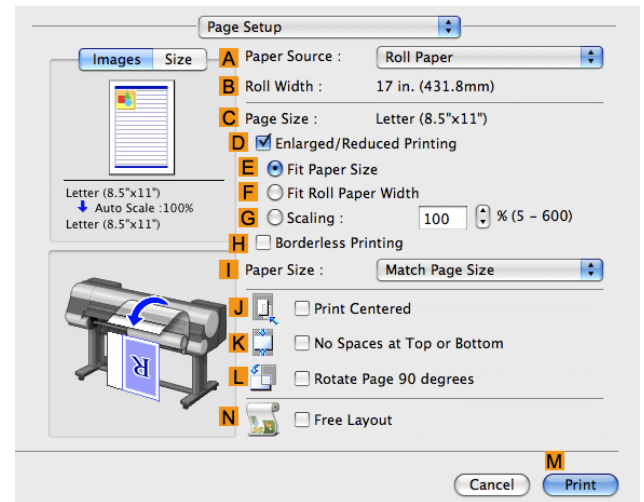 Page Setup
Images Size
A Paper Source : Roll Paper
B Roll Width : 17 in. (431.8mm)
C Page Size : Letter (8.5"x11")
D Enlarged/Reduced Printing
E Fit Paper Size
F Fit Roll Paper Width
G Scaling : 100 % (5 - 600)
H Borderless Printing
Letter (8.5"x11")
Auto Scale :100%
Letter (8.5"x11")
I Paper Size : Match Page Size
J Print Centered
K No Spaces at Top or Bottom
L Rotate Page 90 degrees
N Free Layout
R
M
Cancel Print